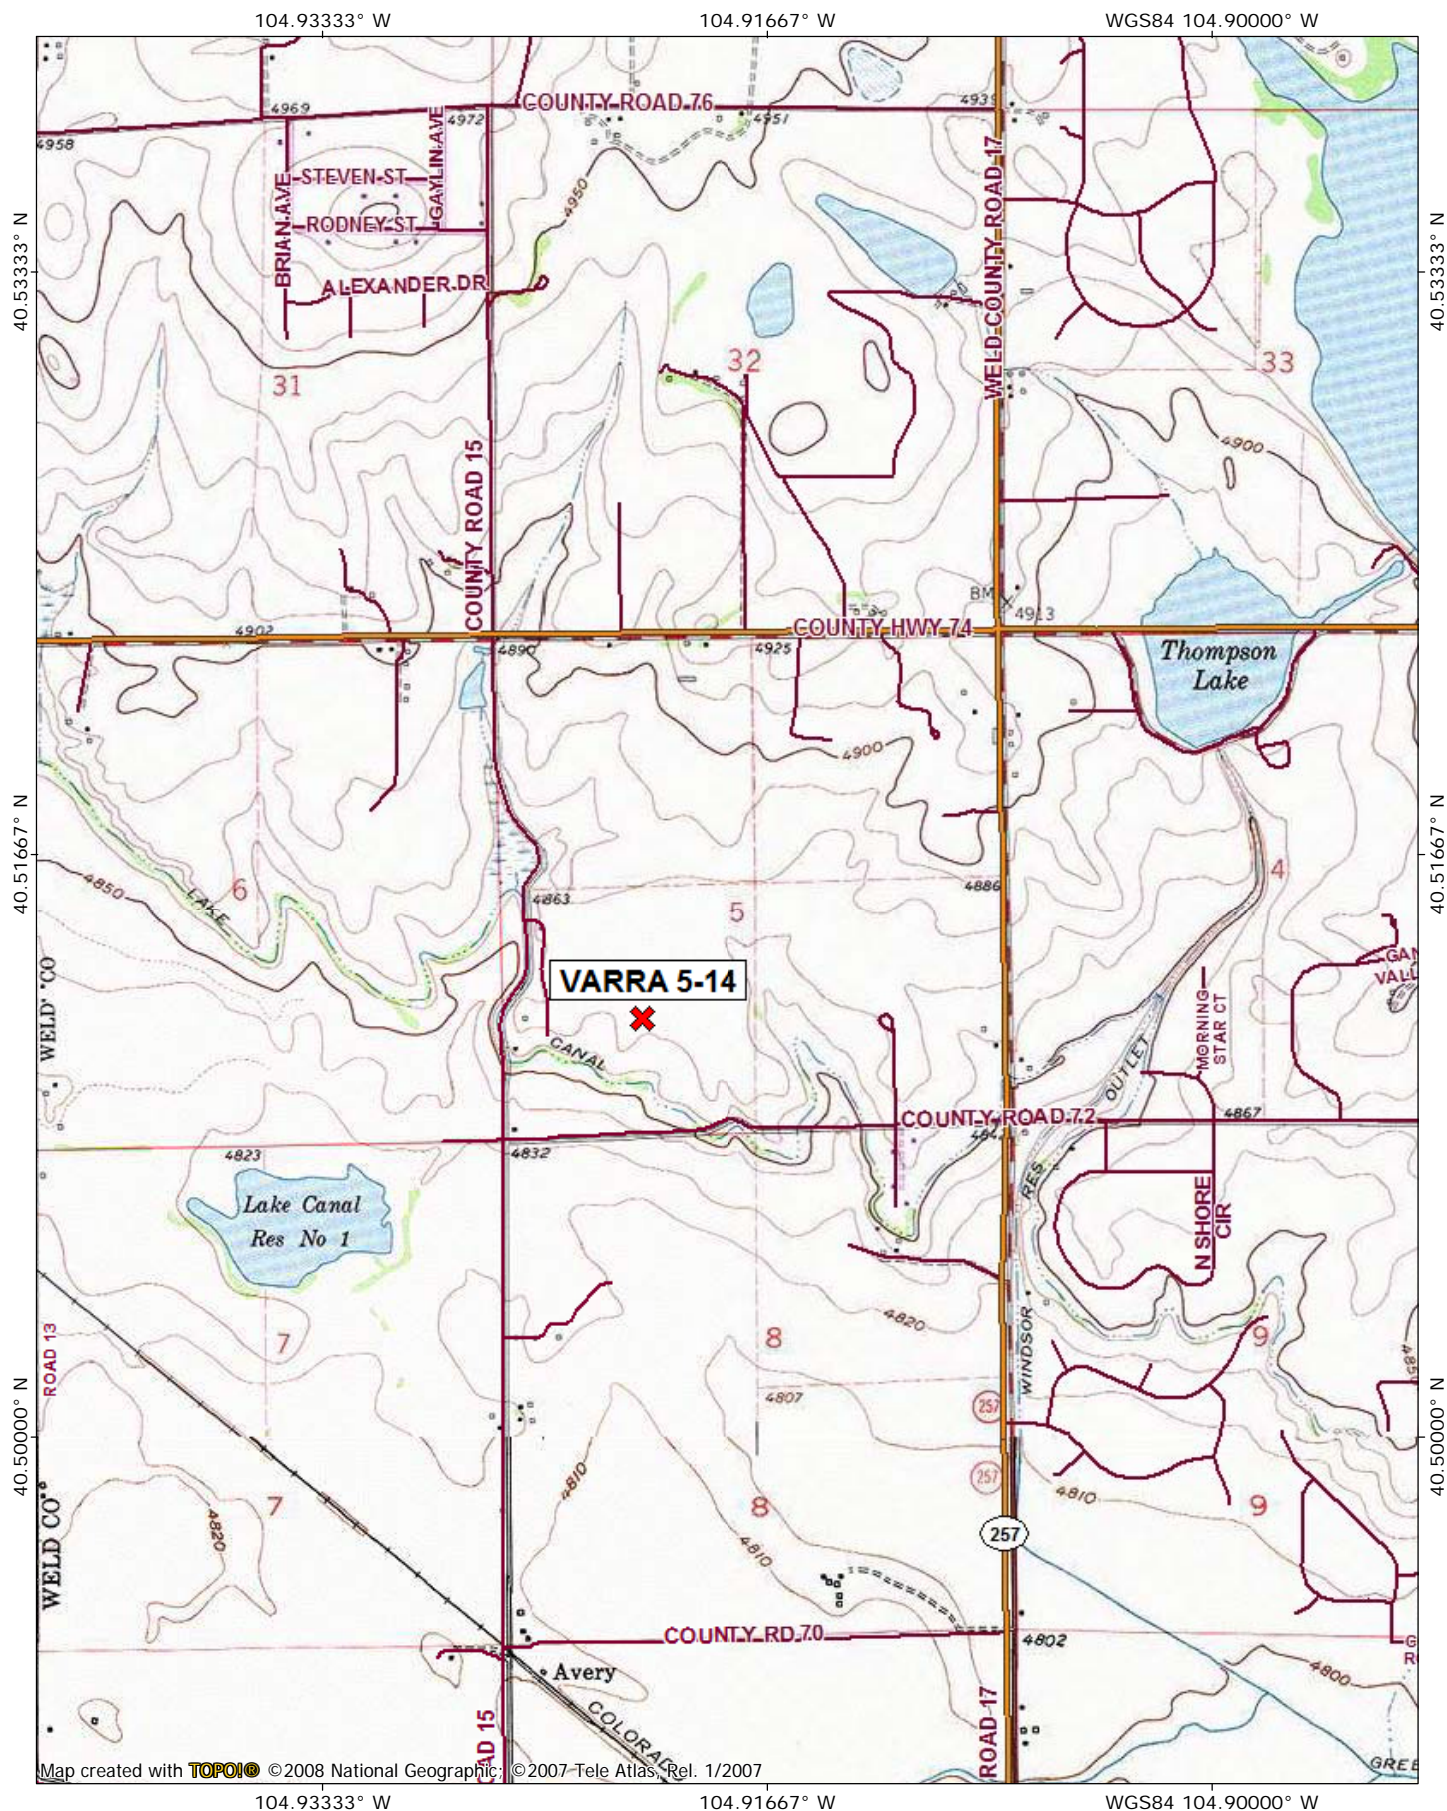 104.93333° W
104.91667° W
WGS84 104.90000° W
4969
COUNTY ROAD 76
4939
4972
4951
4958
GAYLIN AVE
STEVEN ST
BRIAN AVE
RODNEY ST
4950
WELD COUNTY ROAD 17
40.53333° N
40.53333° N
ALEXANDER DR
31
32
33
4900
COUNTY ROAD 15
BM
4913
4902
COUNTY HWY 74
4890
4925
Thompson
Lake
4900
40.51667° N
40.51667° N
4850
LAKE
6
4863
5
4886
4
WELD CO
VARRA 5-14
GAN
VALL
CANAL
MORNING
STAR CT
OUTLET
COUNTY ROAD 72
4867
4823
4832
RES
Lake Canal
Res No 1
N SHORE
CIR
4820
WINDSOR
ROAD 13
7
8
9
4807
257
40.50000° N
40.50000° N
257
4810
4810
7
8
9
4820
WELD CO
257
4810
COUNTY RD 70
4802
Avery
4800
COLORAD
ROAD 17
GREE
Map created with TOPO!® ©2008 National Geographic; ©2007 Tele Atlas, Rel. 1/2007
104.93333° W
104.91667° W
WGS84 104.90000° W